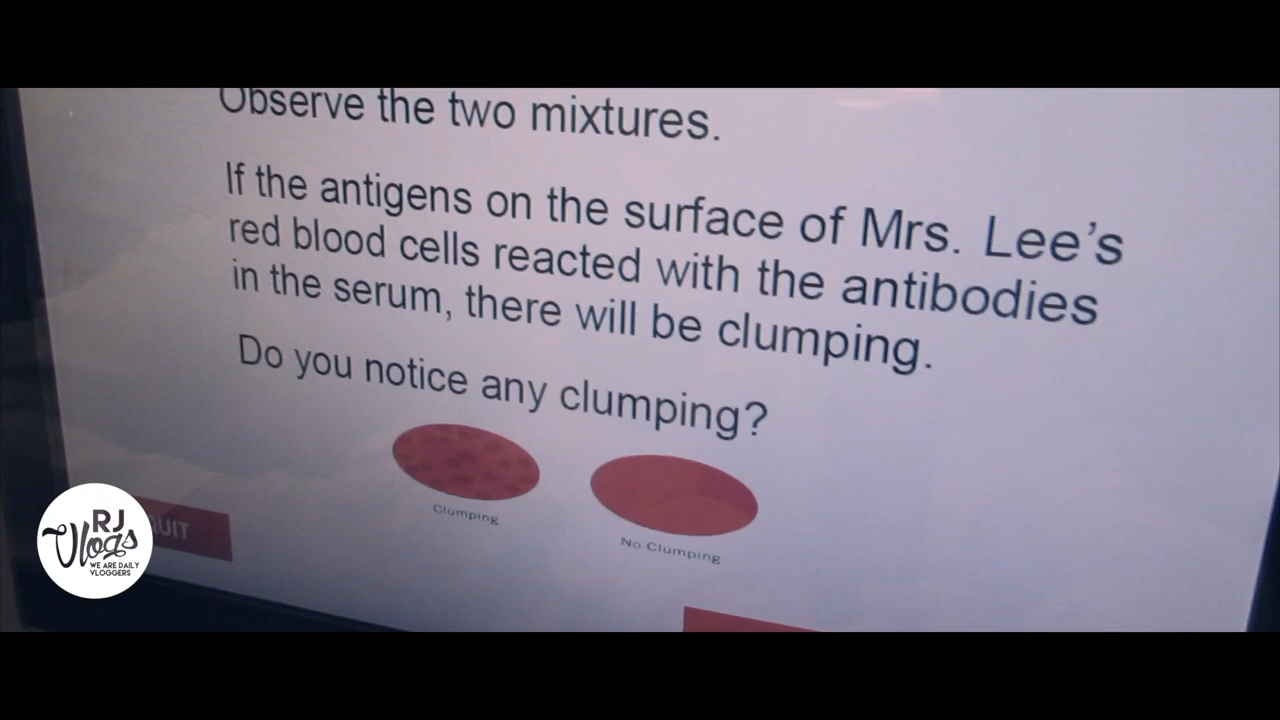 Observe the two mixtures.
If the antigens on the surface of Mrs. Lee's
red blood cells reacted with the antibodies
in the serum, there will be clumping.
Do you notice any clumping?
Clumping
No Clumping
UIT
RJ
Vlogs
WE ARE DAILY
VLOGGERS